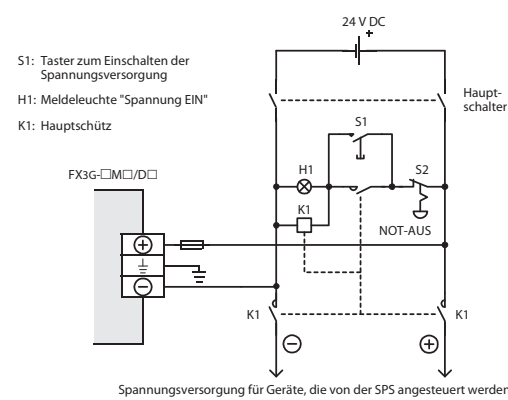 24 V DC
+
S1: Taster zum Einschalten der
Spannungsversorgung
H1: Meldeleuchte "Spannung EIN"
K1: Hauptschütz
Haupt-
schalter
S1
FX3G-□M□/D□
H1
S2
K1
NOT-AUS
K1
K1
Spannungsversorgung für Geräte, die von der SPS angesteuert werden